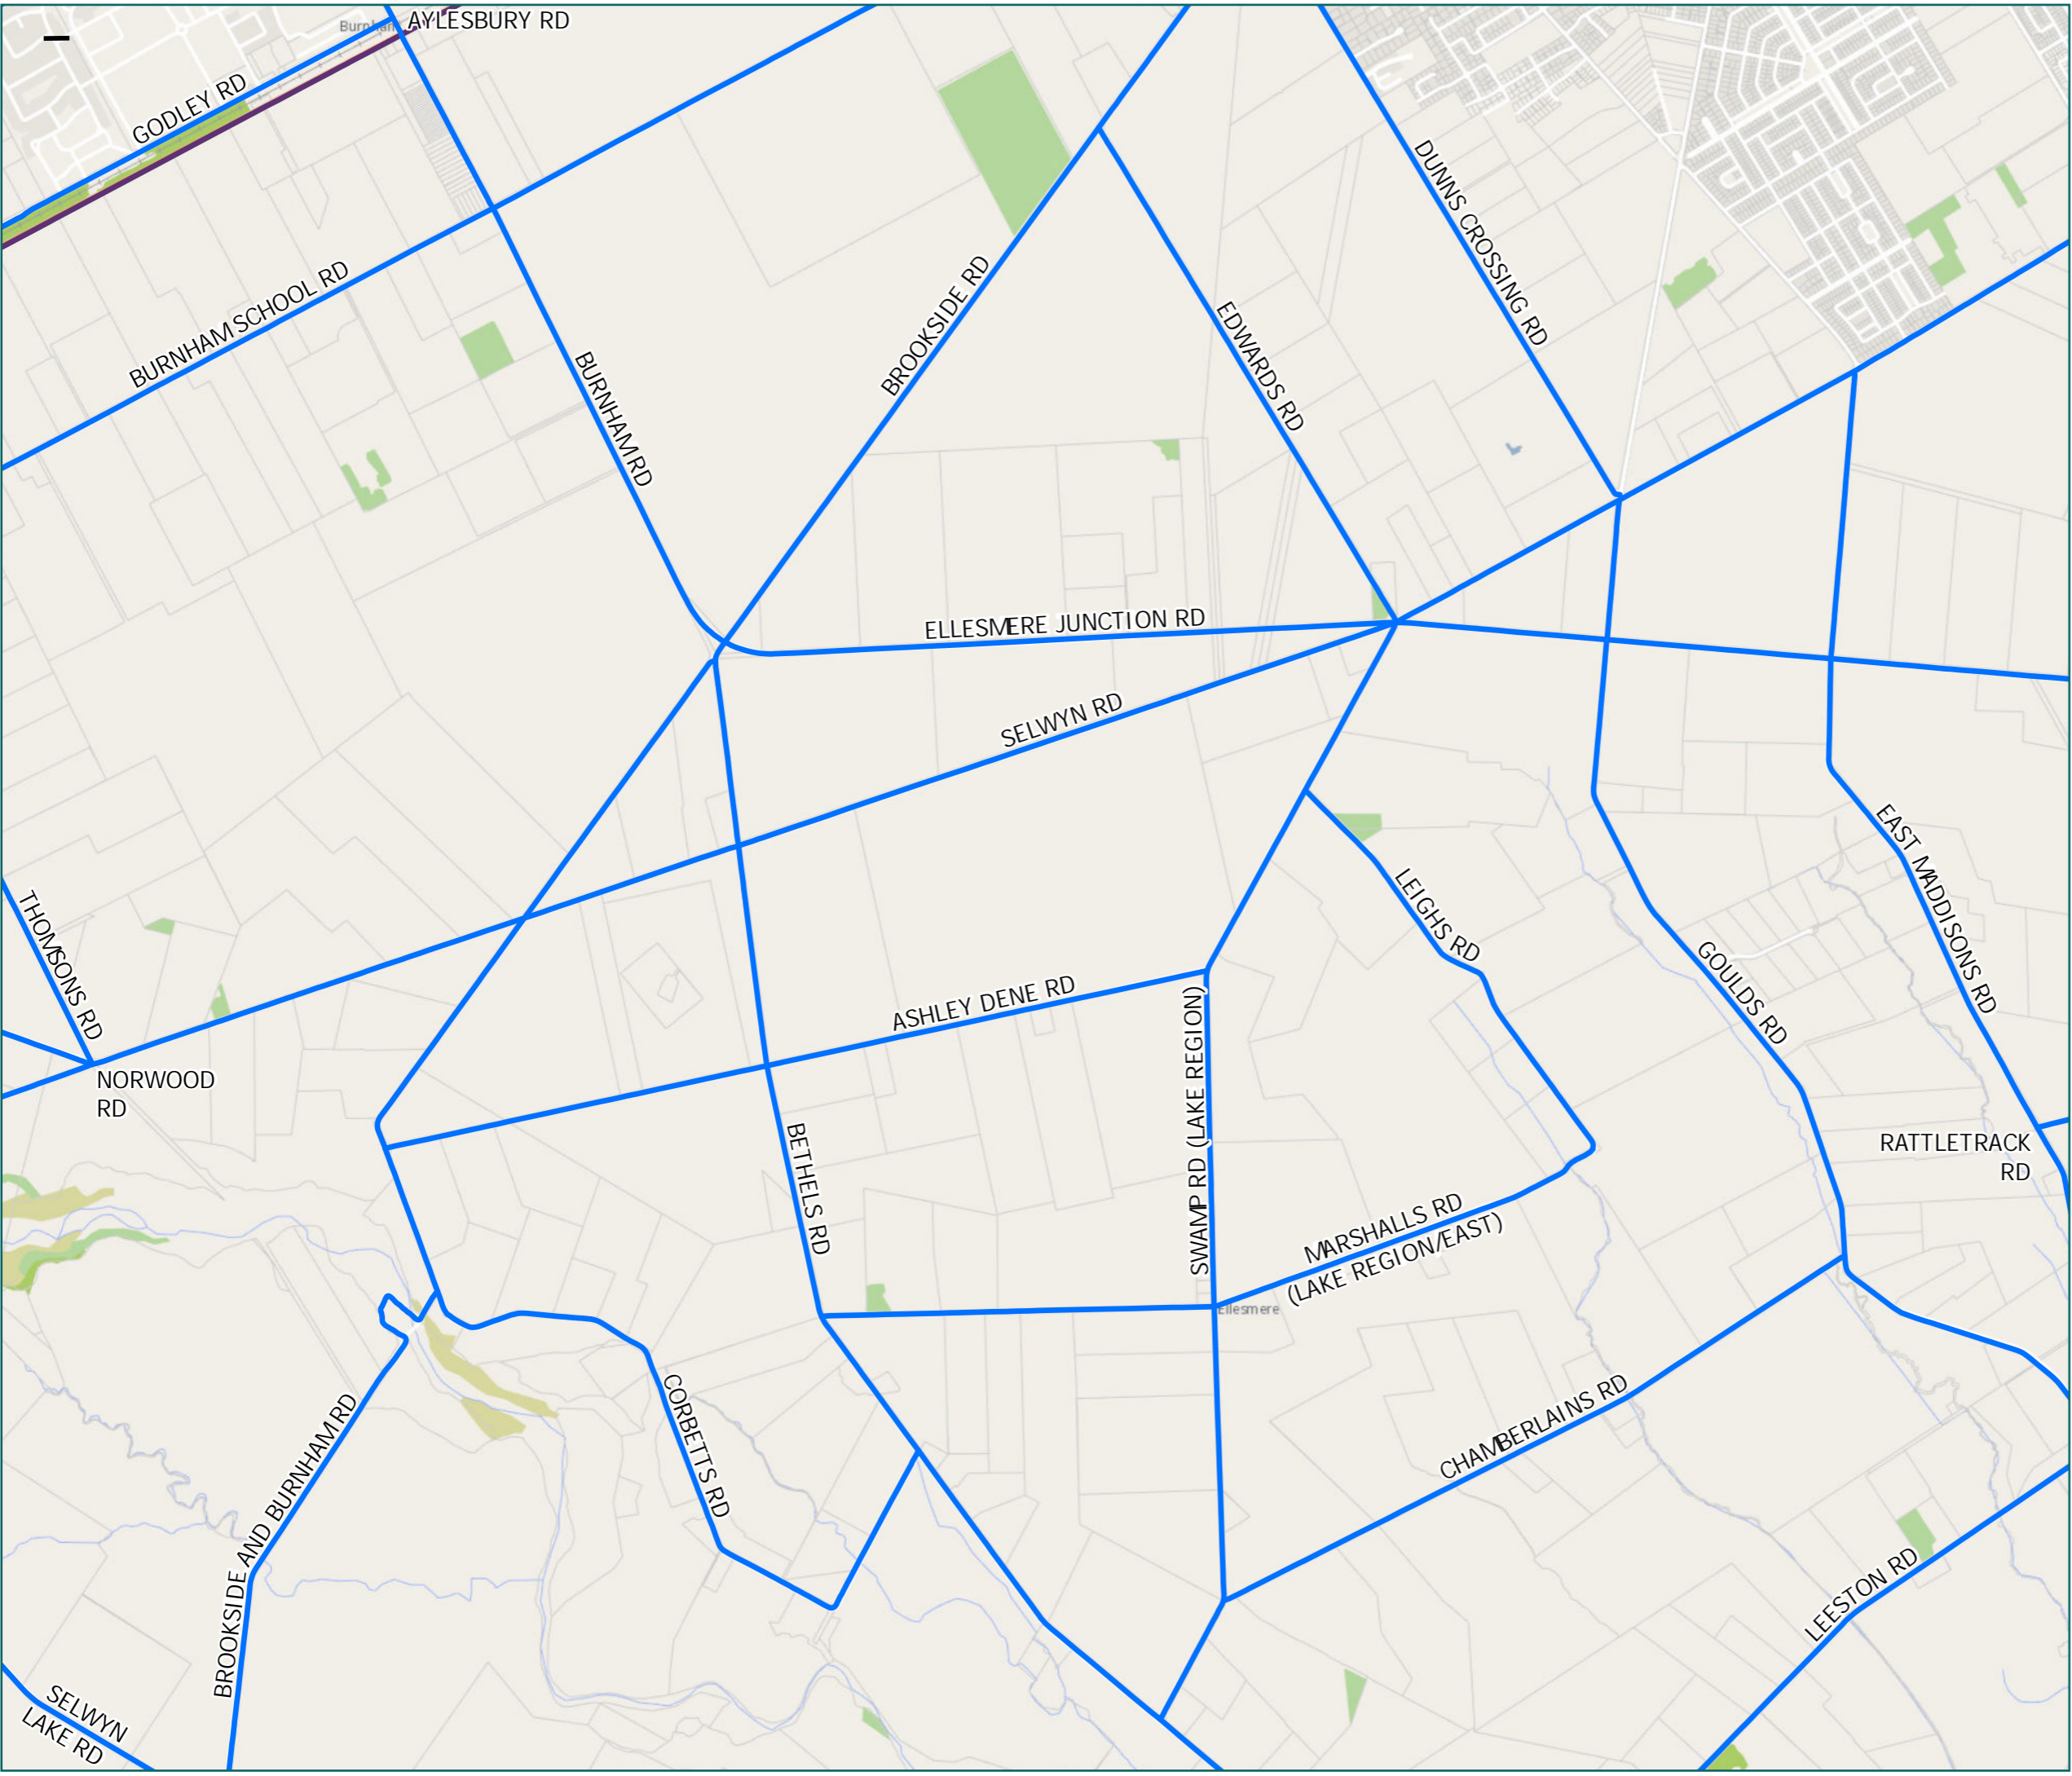 Burnham
AYLESBURY RD
GODLEY RD
BURNHAM SCHOOL RD
BURNHAM RD
BROOKSIDE RD
EDWARDS RD
DUNNS CROSSING RD
ELLESMERE JUNCTION RD
SELWYN RD
THOMSONS RD
NORWOOD
RD
ASHLEY DENE RD
SWAMP RD (LAKE REGION)
LEIGHS RD
GOULDS RD
EAST MADDISONS RD
RATTLETRACK
RD
BETHELS RD
MARSHALLS RD
(LAKE REGION/EAST)
Ellesmere
CORBETTS RD
CHAMBERLAINS RD
BROOKSIDE AND BURNHAM RD
LEESTON RD
SELWYN
LAKE RD